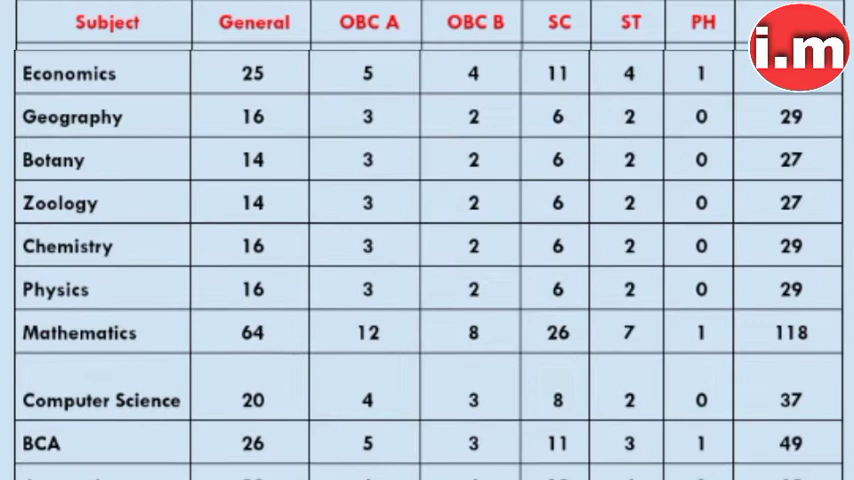 Subject General OBC A OBC B SC ST PH
i.m
Economics 25 5 4 11 4 1
Geography 16 3 2 6 2 0 29
Botany 14 3 2 6 2 0 27
Zoology 14 3 2 6 2 0 27
Chemistry 16 3 2 6 2 0 29
Physics 16 3 2 6 2 0 29
Mathematics 64 12 8 26 7 1 118
Computer Science 20 4 3 8 2 0 37
BCA 26 5 3 11 3 1 49